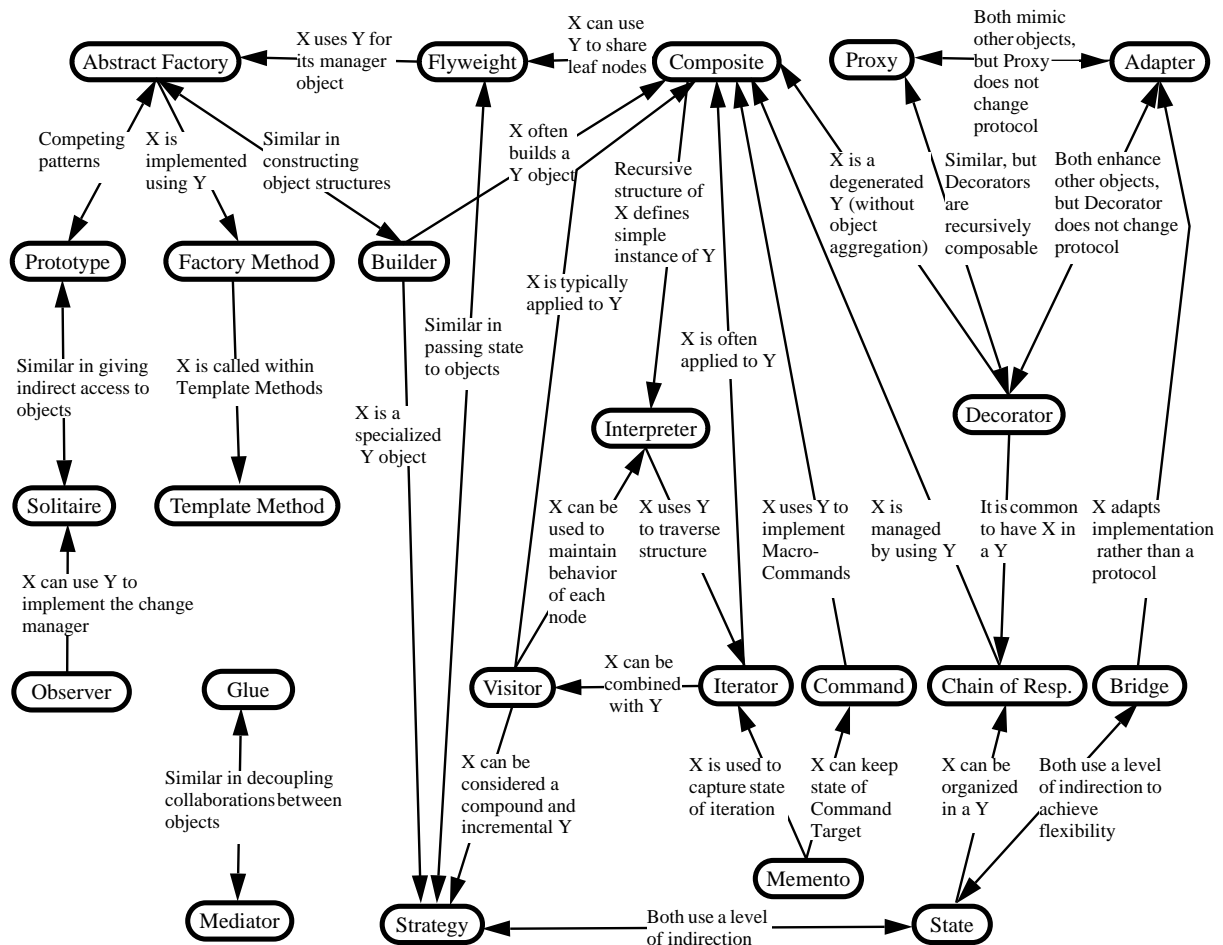 Abstract Factory
X uses Y for
its manager
object
Flyweight
X can use
Y to share
leaf nodes
Composite
Proxy
Both mimic
other objects,
but Proxy
does not
change
protocol
Adapter
Competing
patterns
X is
implemented
using Y
Similar in
constructing
object structures
X often
builds a
Y object
Recursive
structure of
X defines
simple
instance of Y
X is a
degenerated
Y (without
object
aggregation)
Similar, but
Decorators
are
recursively
composable
Both enhance
other objects,
but Decorator
does not change
protocol
Prototype
Factory Method
Builder
X is typically
applied to Y
Similar in
passing state
to objects
X is often
applied to Y
Similar in giving
indirect access to
objects
X is called within
Template Methods
X is a
specialized
Y object
Interpreter
Decorator
Solitaire
Template Method
X can be
used to
maintain
behavior
of each
node
X uses Y
to traverse
structure
X uses Y to
implement
Macro-
Commands
X is
managed
by using Y
It is common
to have X in
a Y
X adapts
implementation
rather than a
protocol
X can use Y to
implement the change
manager
Observer
Glue
Visitor
X can be
combined
with Y
Iterator
Command
Chain of Resp.
Bridge
Similar in decoupling
collaborations between
objects
X can be
considered a
compound and
incremental Y
X is used to
capture state
of iteration
X can keep
state of
Command
Target
X can be
organized
in a Y
Both use a level
of indirection to
achieve
flexibility
Memento
Mediator
Strategy
Both use a level
of indirection
State